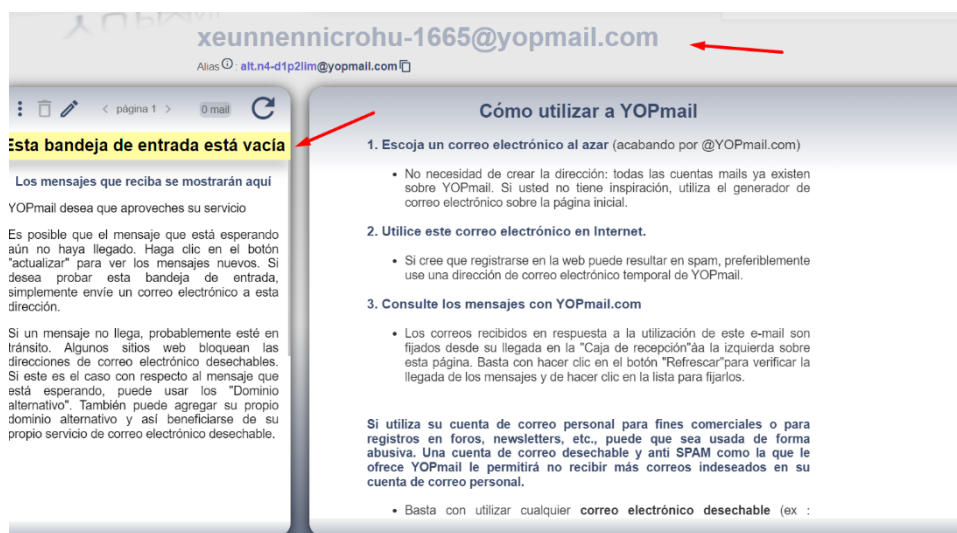 xeunnennicrohu-1665@yopmail.com
Alias : alt.n4-d1p2lim@yopmail.com
< página 1 >
0 mail
Esta bandeja de entrada está vacía
Los mensajes que reciba se mostrarán aquí
YOPmail desea que aproveches su servicio
Es posible que el mensaje que está esperando
aún no haya llegado. Haga clic en el botón
"actualizar" para ver los mensajes nuevos. Si
desea probar esta bandeja de entrada,
simplemente envíe un correo electrónico a esta
dirección.
Si un mensaje no llega, probablemente esté en
tránsito. Algunos sitios web bloquean las
direcciones de correo electrónico desechables.
Si este es el caso con respecto al mensaje que
está esperando, puede usar los "Dominio
alternativo". También puede agregar su propio
dominio alternativo y así beneficiarse de su
propio servicio de correo electrónico desechable.
Cómo utilizar a YOPmail
1. Escoja un correo electrónico al azar (acabando por @YOPmail.com)
• No necesidad de crear la dirección: todas las cuentas mails ya existen
sobre YOPmail. Si usted no tiene inspiración, utiliza el generador de
correo electrónico sobre la página inicial.
2. Utilice este correo electrónico en Internet.
• Si cree que registrarse en la web puede resultar en spam, preferiblemente
use una dirección de correo electrónico temporal de YOPmail.
3. Consulte los mensajes con YOPmail.com
• Los correos recibidos en respuesta a la utilización de este e-mail son
fijados desde su llegada en la "Caja de recepción"àa la izquierda sobre
esta página. Basta con hacer clic en el botón "Refrescar"para verificar la
llegada de los mensajes y de hacer clic en la lista para fijarlos.
Si utiliza su cuenta de correo personal para fines comerciales o para
registros en foros, newsletters, etc., puede que sea usada de forma
abusiva. Una cuenta de correo desechable y anti SPAM como la que le
ofrece YOPmail le permitirá no recibir más correos indeseados en su
cuenta de correo personal.
• Basta con utilizar cualquier correo electrónico desechable (ex :